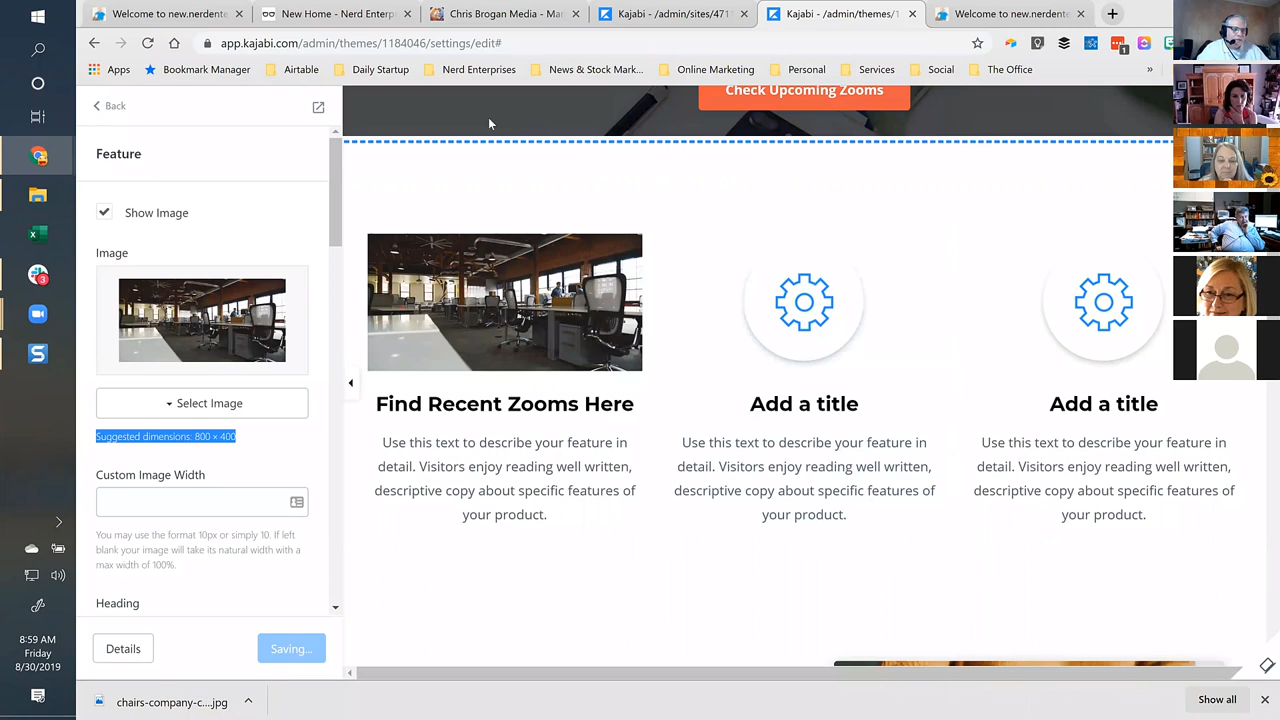 Welcome to new.nerdente
New Home - Nerd Enterpr
Chris Brogan Media - Mar
Kajabi - /admin/sites/471
Kajabi - /admin/themes/1
Welcome to new.nerdente
app.kajabi.com/admin/themes/1184046/settings/edit#
1
Apps
Bookmark Manager
Airtable
Daily Startup
News & Stock Mark...
Online Marketing
Personal
Services
Social
The Office
»
Back
Check Upcoming Zooms
Feature
Show Image
Image
Select Image
Suggested dimensions: 800 × 400
Custom Image Width
You may use the format 10px or simply 10. If left
blank your image will take its natural width with a
max width of 100%.
Heading
Details
Saving...
Find Recent Zooms Here
Use this text to describe your feature in
detail. Visitors enjoy reading well written,
descriptive copy about specific features of
your product.
Add a title
Use this text to describe your feature in
detail. Visitors enjoy reading well written,
descriptive copy about specific features of
your product.
Add a title
Use this text to describe your feature in
detail. Visitors enjoy reading well written,
descriptive copy about specific features of
your product.
3
8:59 AM
Friday
8/30/2019
chairs-company-c....jpg
Show all